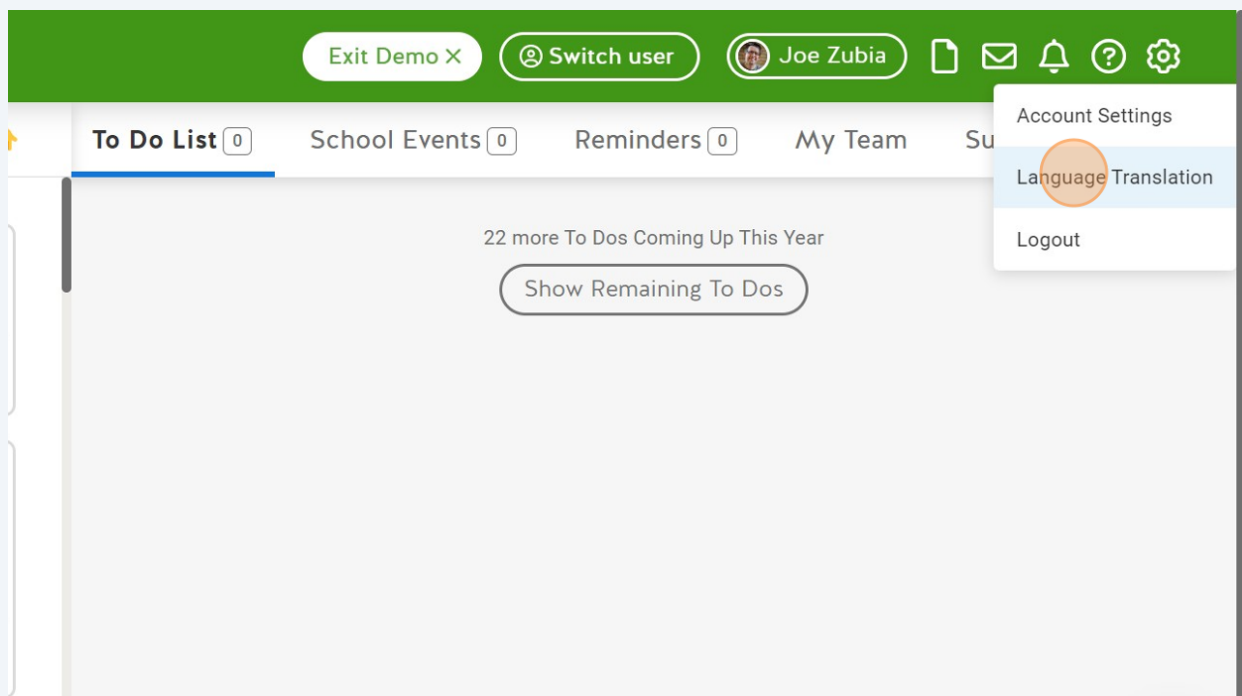 Exit Demo ×
Switch user
Joe Zubia
Account Settings
To Do List 0
School Events 0
Reminders 0
My Team
Su
Language Translation
22 more To Dos Coming Up This Year
Logout
Show Remaining To Dos